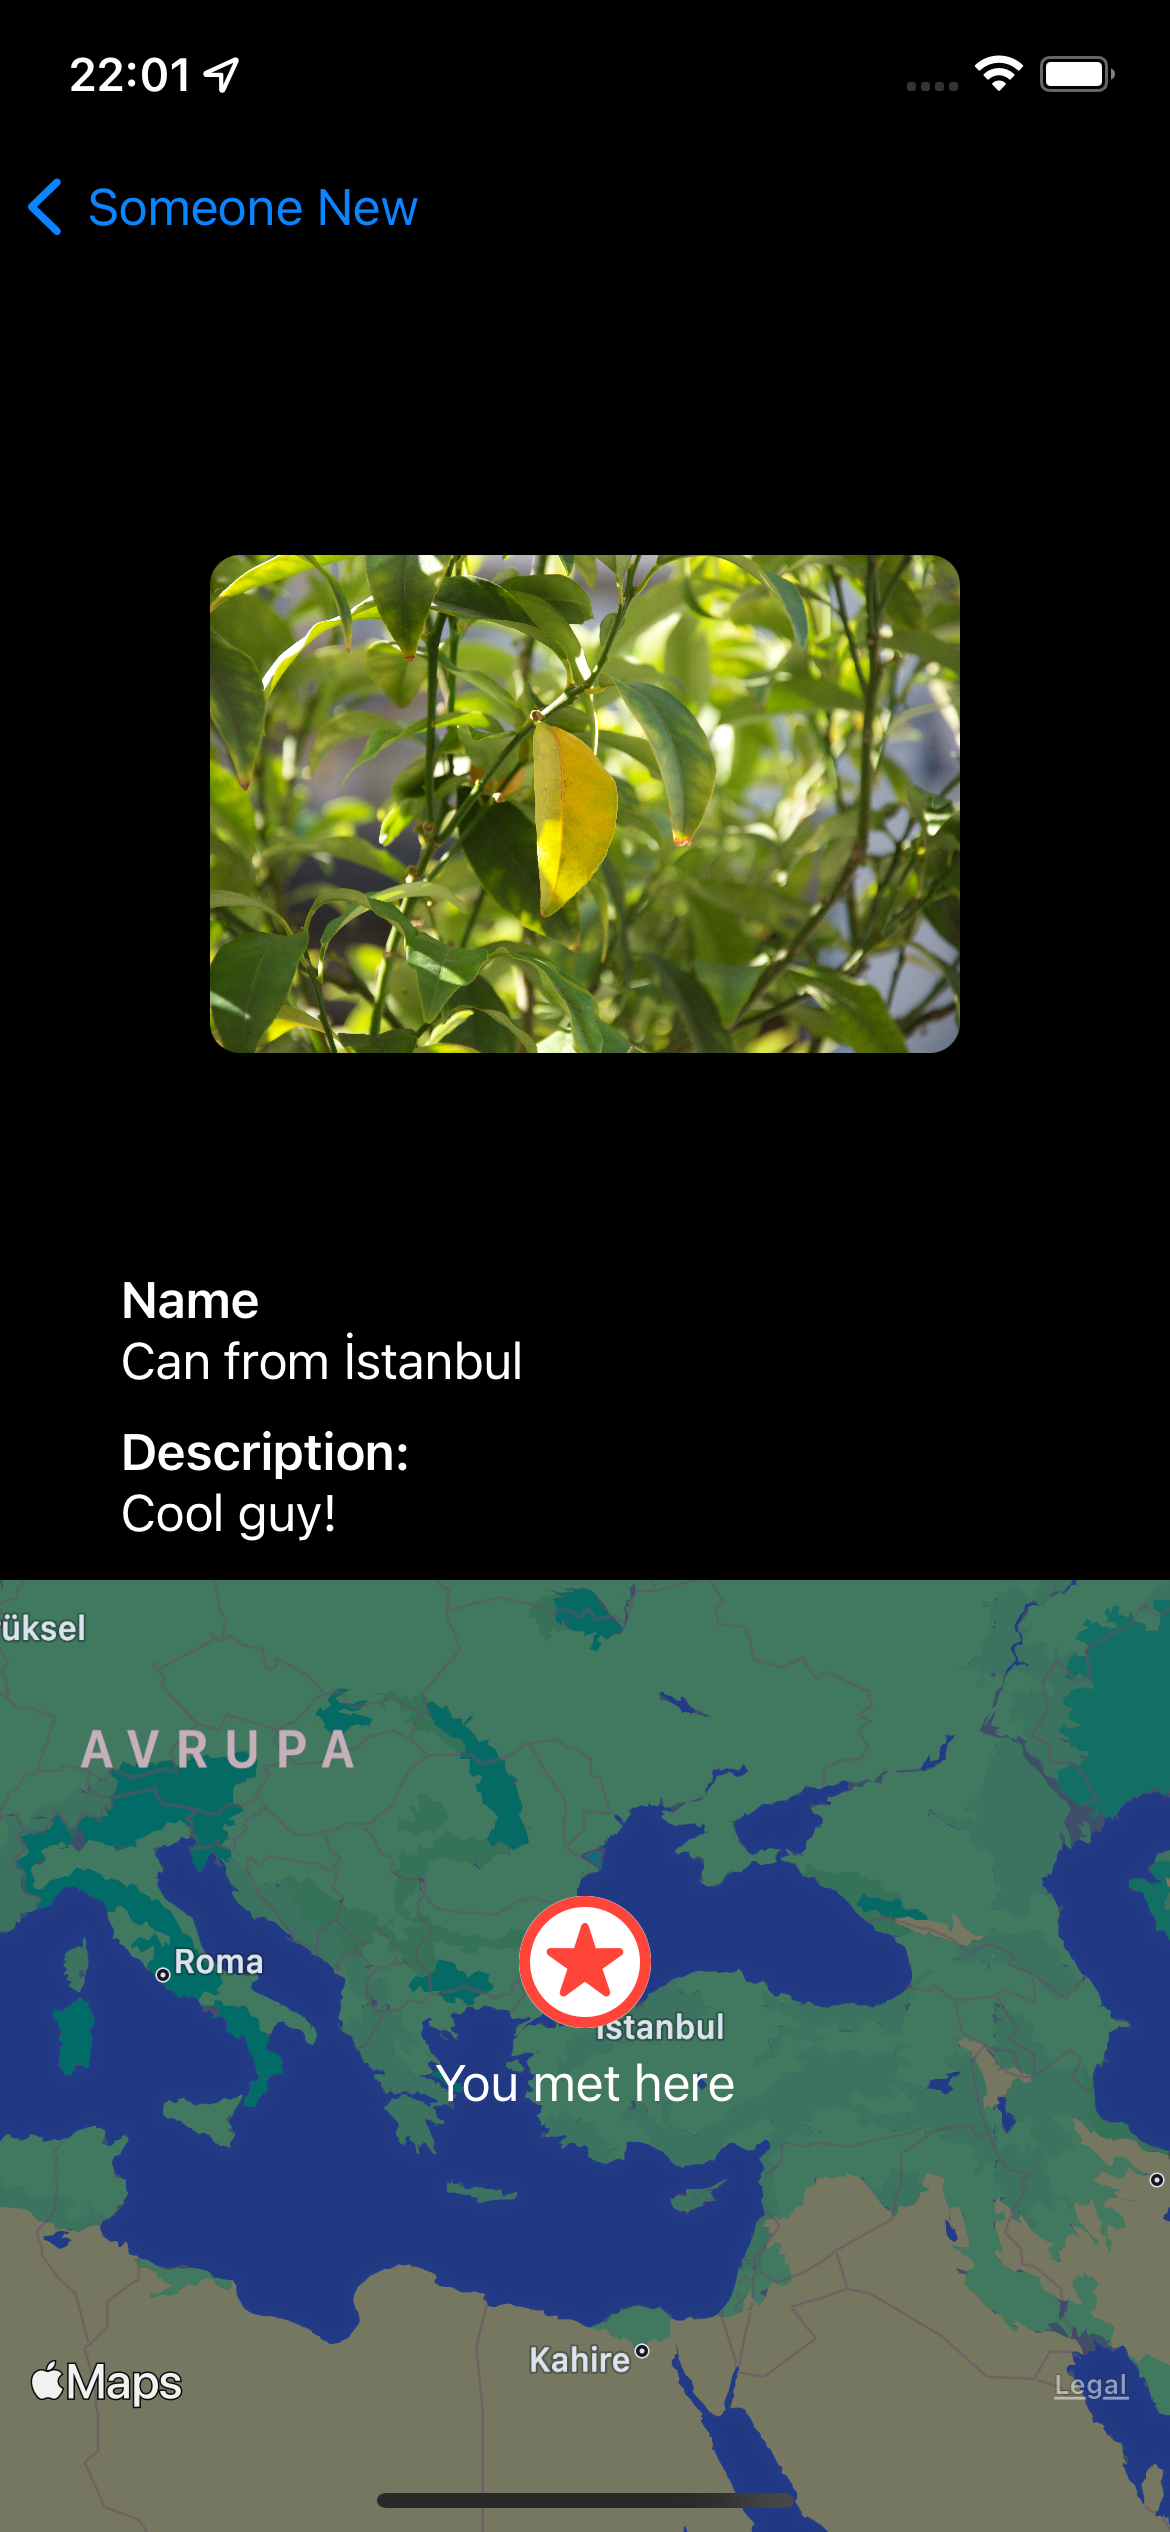 22:01
Someone New
Name
Can from İstanbul
Description:
Cool guy!
üksel
AVRUPA
Roma
İstanbul
You met here
Kahire
Maps
Legal